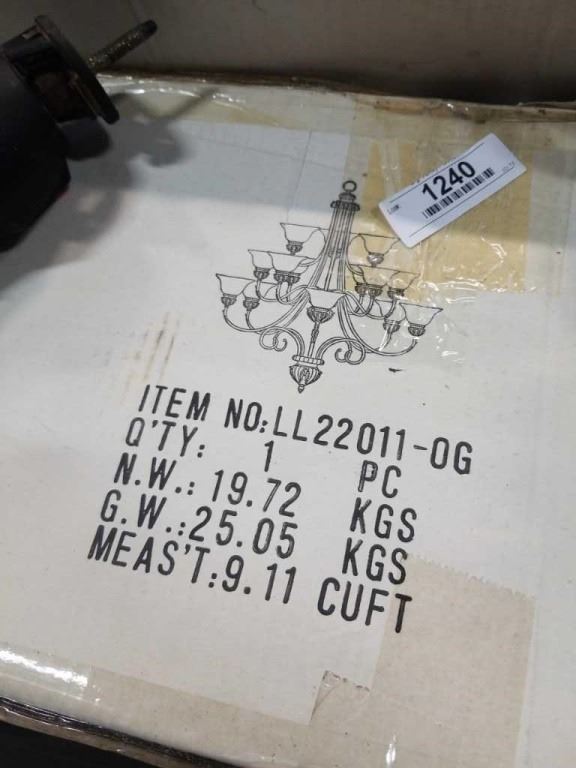 1240
ITEM NO:LL22011-OG
Q'TY: 1 PC
N.W.: 19.72 KGS
G.W.:25.05 KGS
MEAS'T:9.11 CUFT